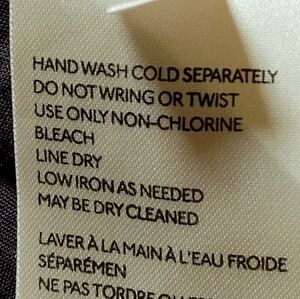 HAND WASH COLD SEPARATELY
DO NOT WRING OR TWIST
USE ONLY NON-CHLORINE
BLEACH
LINE DRY
LOW IRON AS NEEDED
MAY BE DRY CLEANED
LAVER À LA MAIN À L'EAU FROIDE
SÉPARÉMEN
NE PAS TORDRE OU